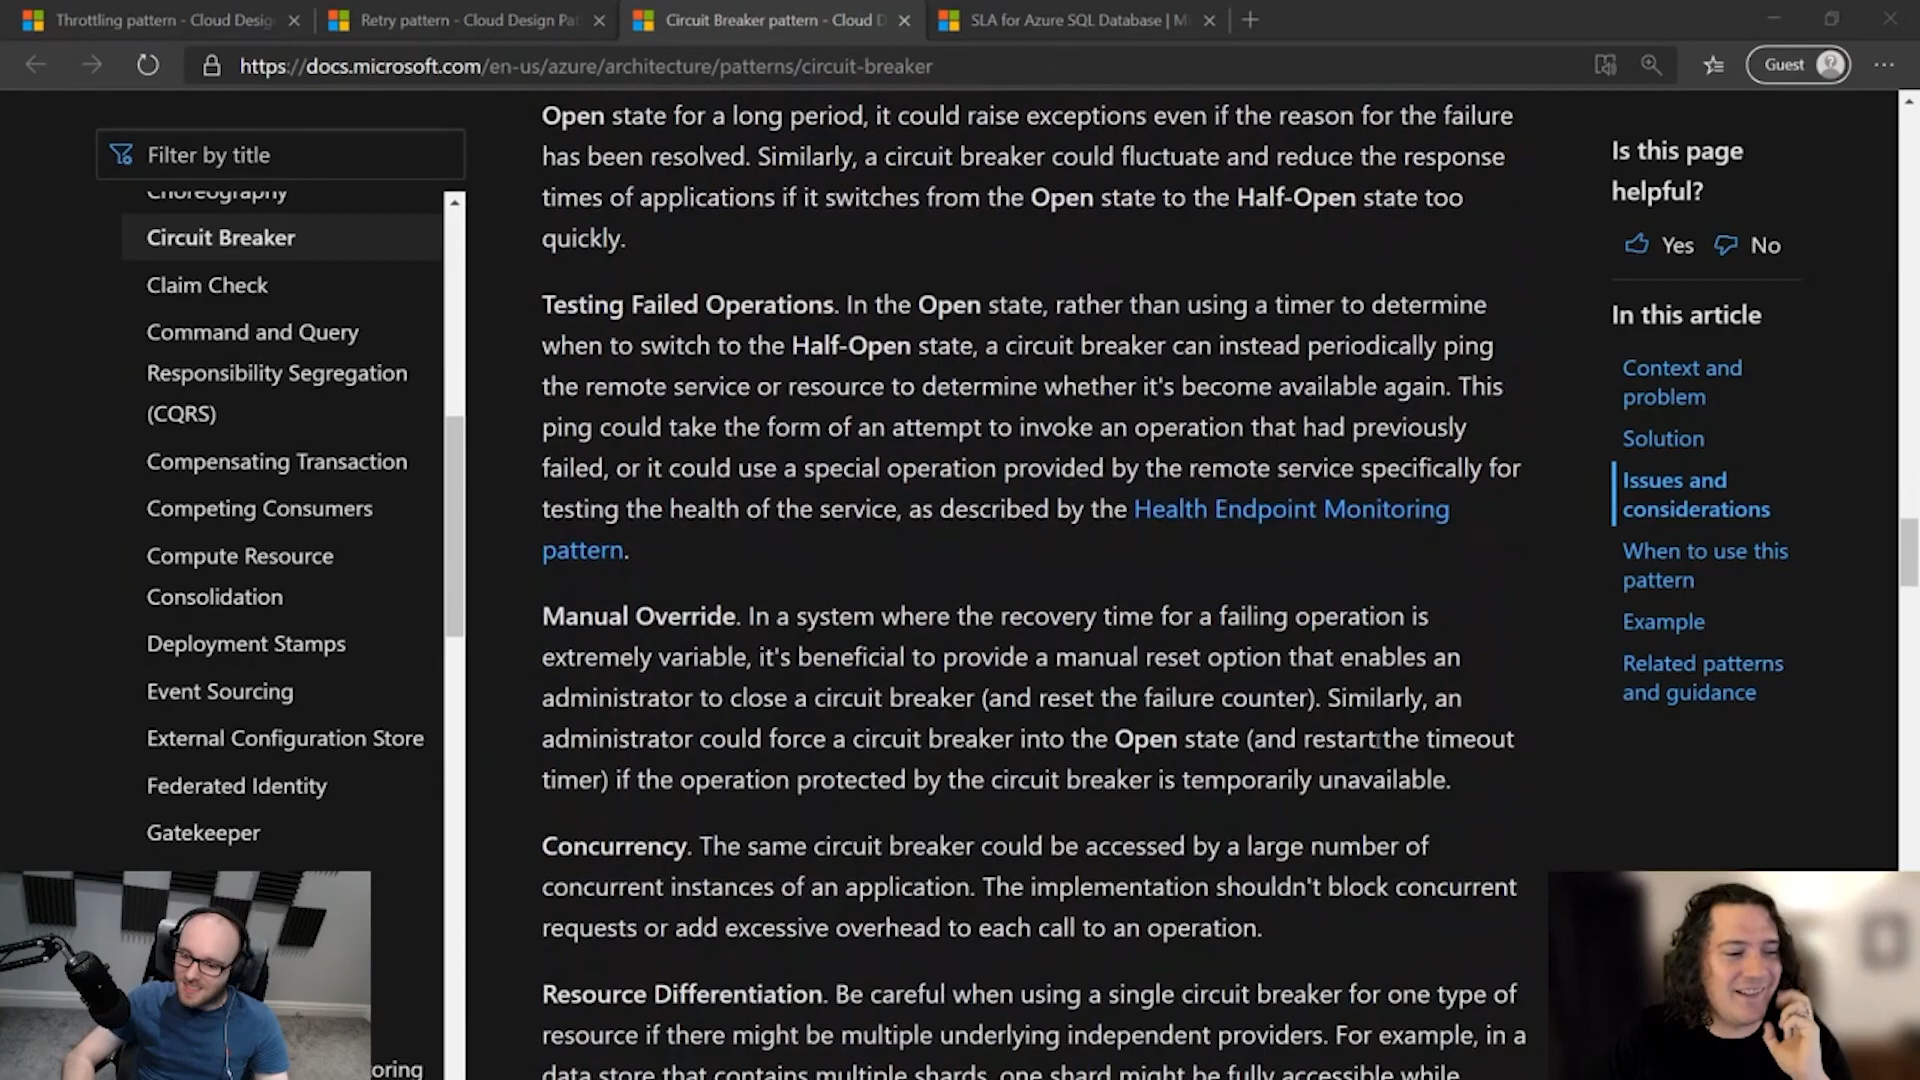 Throttling pattern - Cloud Desig
Retry pattern - Cloud Design Pat
Circuit Breaker pattern - Cloud D
SLA for Azure SQL Database | M
https://docs.microsoft.com/en-us/azure/architecture/patterns/circuit-breaker
Guest
Filter by title
Choreography
Circuit Breaker
Claim Check
Command and Query
Responsibility Segregation
(CQRS)
Compensating Transaction
Competing Consumers
Compute Resource
Consolidation
Deployment Stamps
Event Sourcing
External Configuration Store
Federated Identity
Gatekeeper
oring
Open state for a long period, it could raise exceptions even if the reason for the failure
has been resolved. Similarly, a circuit breaker could fluctuate and reduce the response
times of applications if it switches from the Open state to the Half-Open state too
quickly.
Testing Failed Operations. In the Open state, rather than using a timer to determine
when to switch to the Half-Open state, a circuit breaker can instead periodically ping
the remote service or resource to determine whether it's become available again. This
ping could take the form of an attempt to invoke an operation that had previously
failed, or it could use a special operation provided by the remote service specifically for
testing the health of the service, as described by the Health Endpoint Monitoring
pattern.
Manual Override. In a system where the recovery time for a failing operation is
extremely variable, it's beneficial to provide a manual reset option that enables an
administrator to close a circuit breaker (and reset the failure counter). Similarly, an
administrator could force a circuit breaker into the Open state (and restart the timeout
timer) if the operation protected by the circuit breaker is temporarily unavailable.
Concurrency. The same circuit breaker could be accessed by a large number of
concurrent instances of an application. The implementation shouldn't block concurrent
requests or add excessive overhead to each call to an operation.
Resource Differentiation. Be careful when using a single circuit breaker for one type of
resource if there might be multiple underlying independent providers. For example, in a
data store that contains multiple shards, one shard might be fully accessible while
Is this page
helpful?
Yes No
In this article
Context and
problem
Solution
Issues and
considerations
When to use this
pattern
Example
Related patterns
and guidance